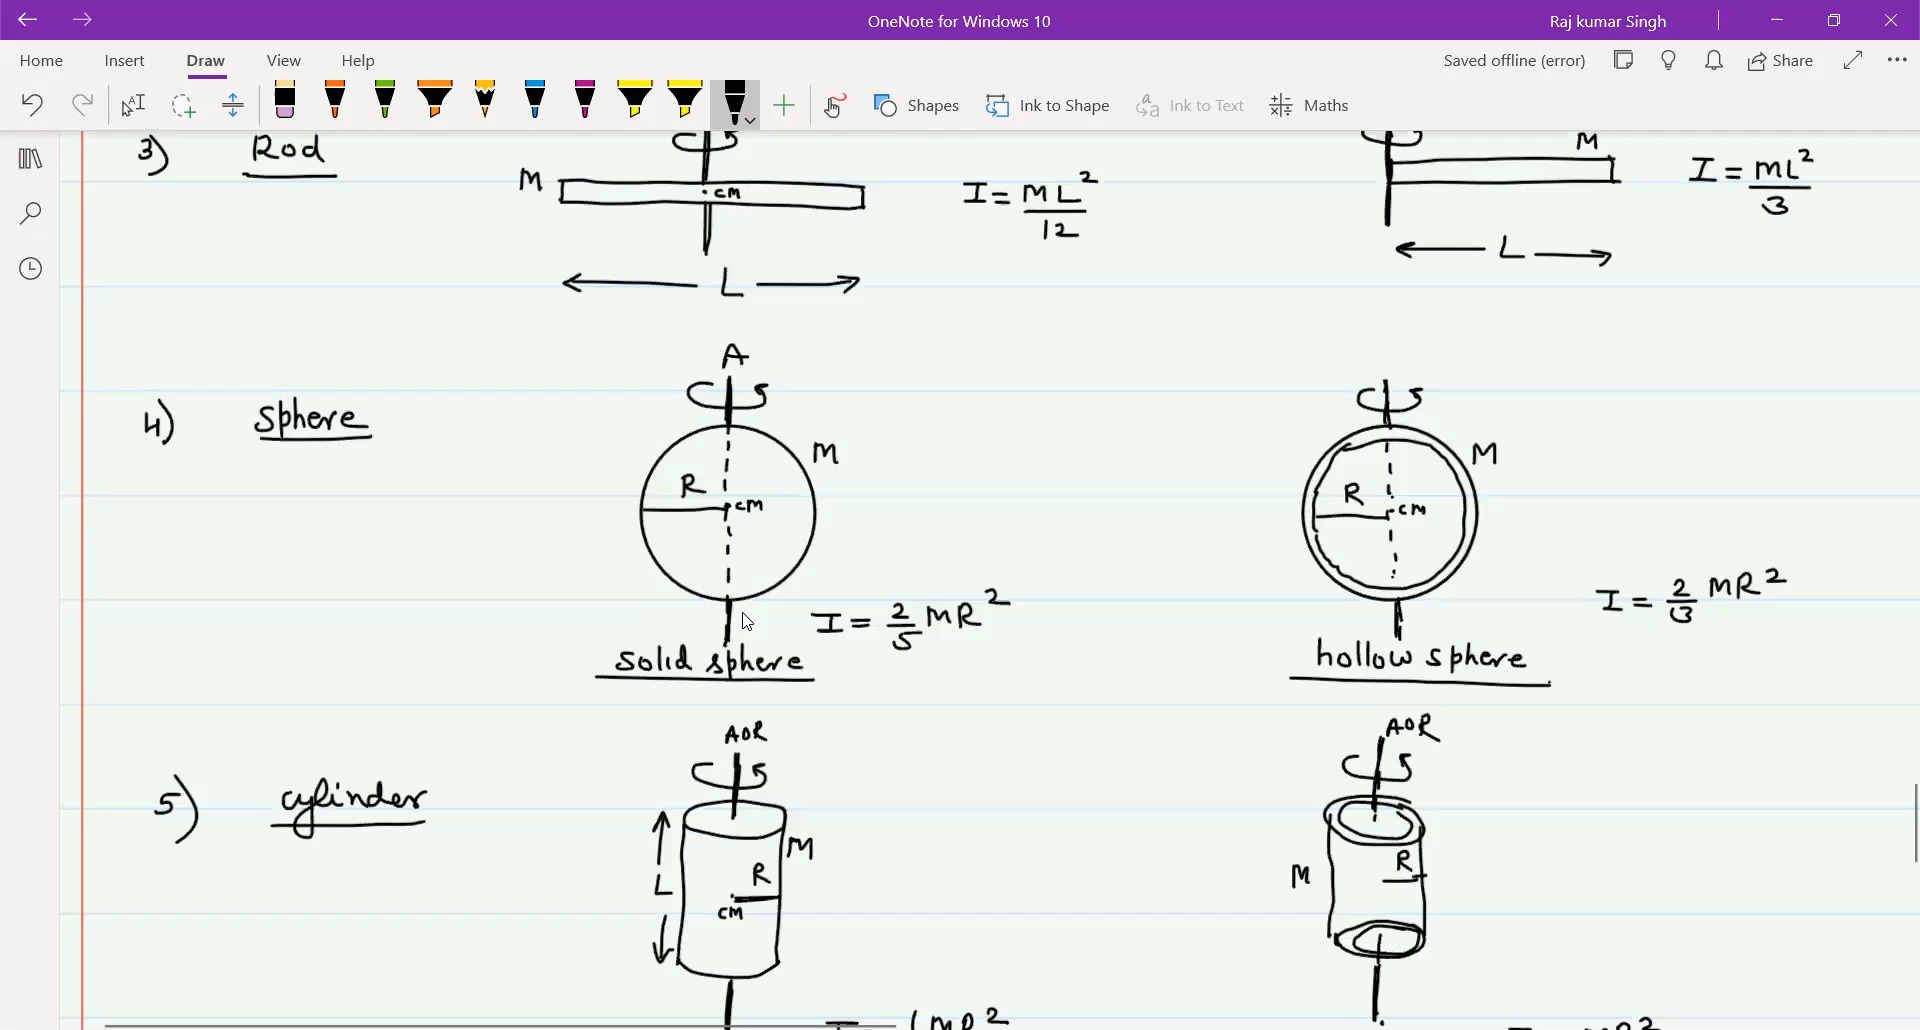 OneNote for Windows 10
Raj kumar Singh
Home Insert Draw View Help
Saved offline (error)
Share
Shapes
Ink to Shape
Ink to Text
Maths
3) Rod
M
cm
I = ML²/12
L
M
I = ML²/3
L
4) sphere
A
M
R
cm
I = 2/5 MR²
solid sphere
M
R
cm
I = 2/3 MR²
hollow sphere
5) cylinder
AOR
M
R
L
cm
AOR
R
M